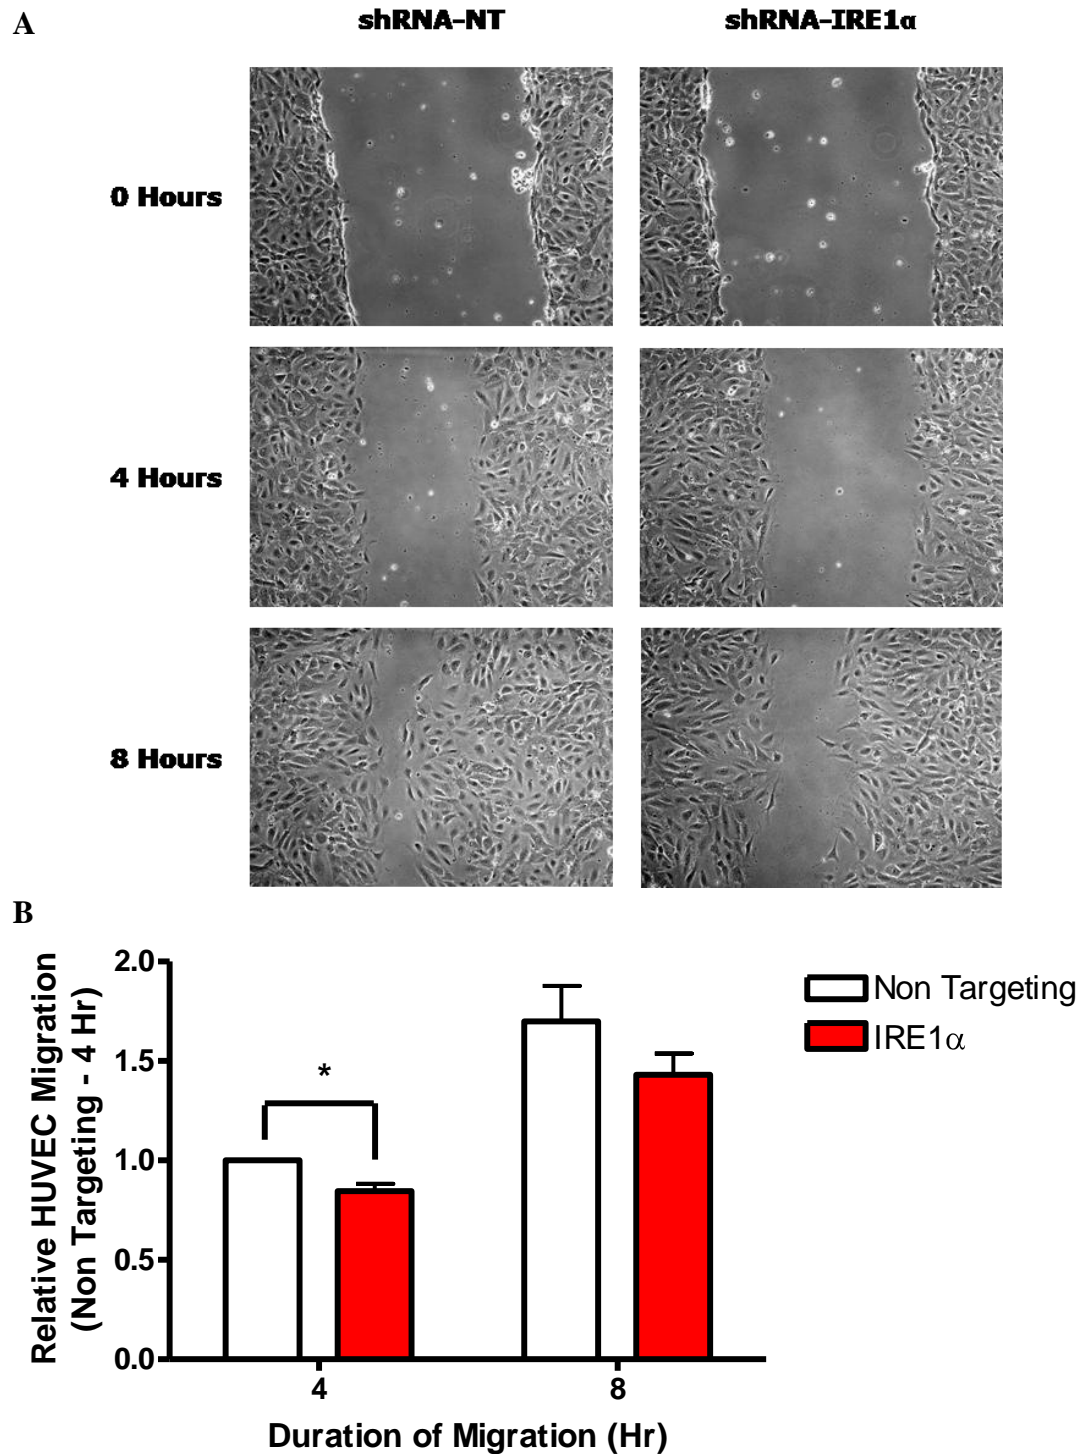 A
shRNA-NT
shRNA-IRE1α
0 Hours
4 Hours
8 Hours
B
Relative HUVEC Migration
(Non Targeting - 4 Hr)
2.0
1.5
1.0
0.5
0.0
*
Non Targeting
IRE1α
4
8
Duration of Migration (Hr)